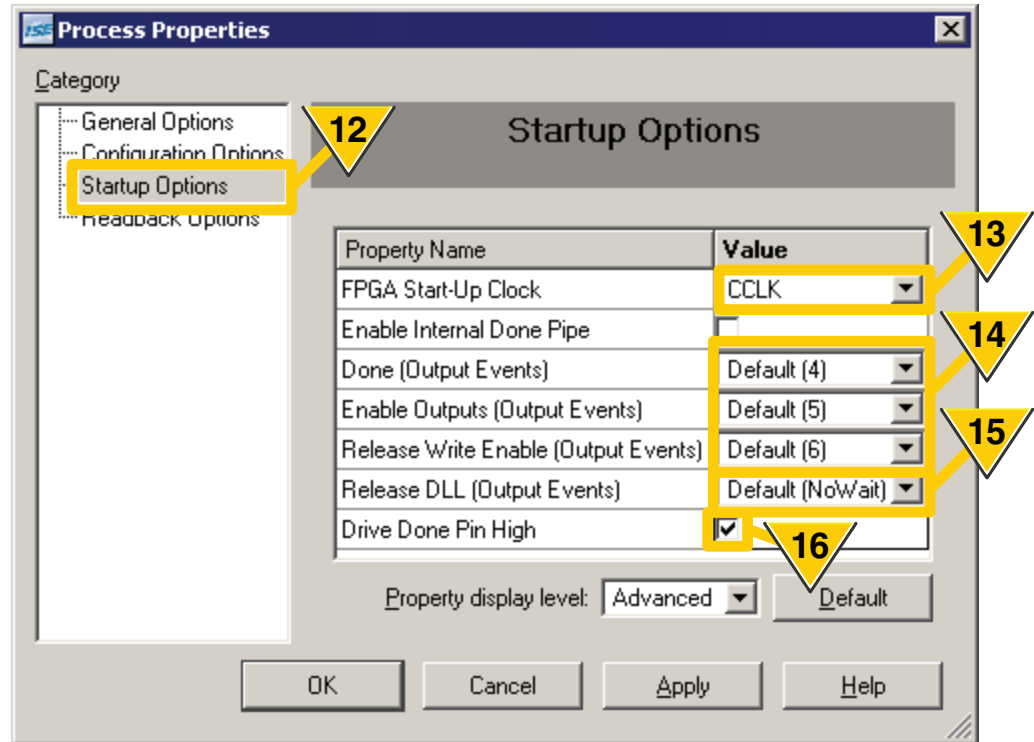 ISE Process Properties
Category
General Options
Configuration Options
Startup Options
Readback Options
12
Startup Options
Property Name Value
FPGA Start-Up Clock CCLK
13
Enable Internal Done Pipe
Done (Output Events) Default (4)
14
Enable Outputs (Output Events) Default (5)
Release Write Enable (Output Events) Default (6)
15
Release DLL (Output Events) Default (NoWait)
Drive Done Pin High
16
Property display level: Advanced Default
OK Cancel Apply Help